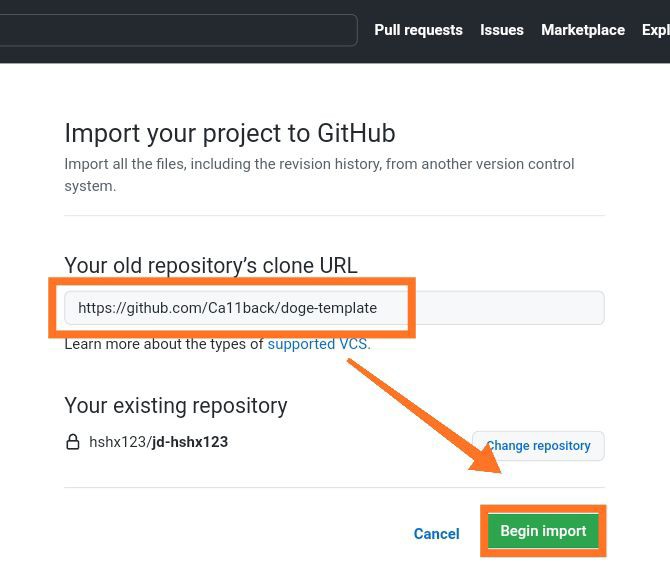 Pull requests Issues Marketplace Expl
Import your project to GitHub
Import all the files, including the revision history, from another version control
system.
Your old repository's clone URL
https://github.com/Ca11back/doge-template
Learn more about the types of supported VCS.
Your existing repository
hshx123/jd-hshx123
Change repository
Cancel
Begin import